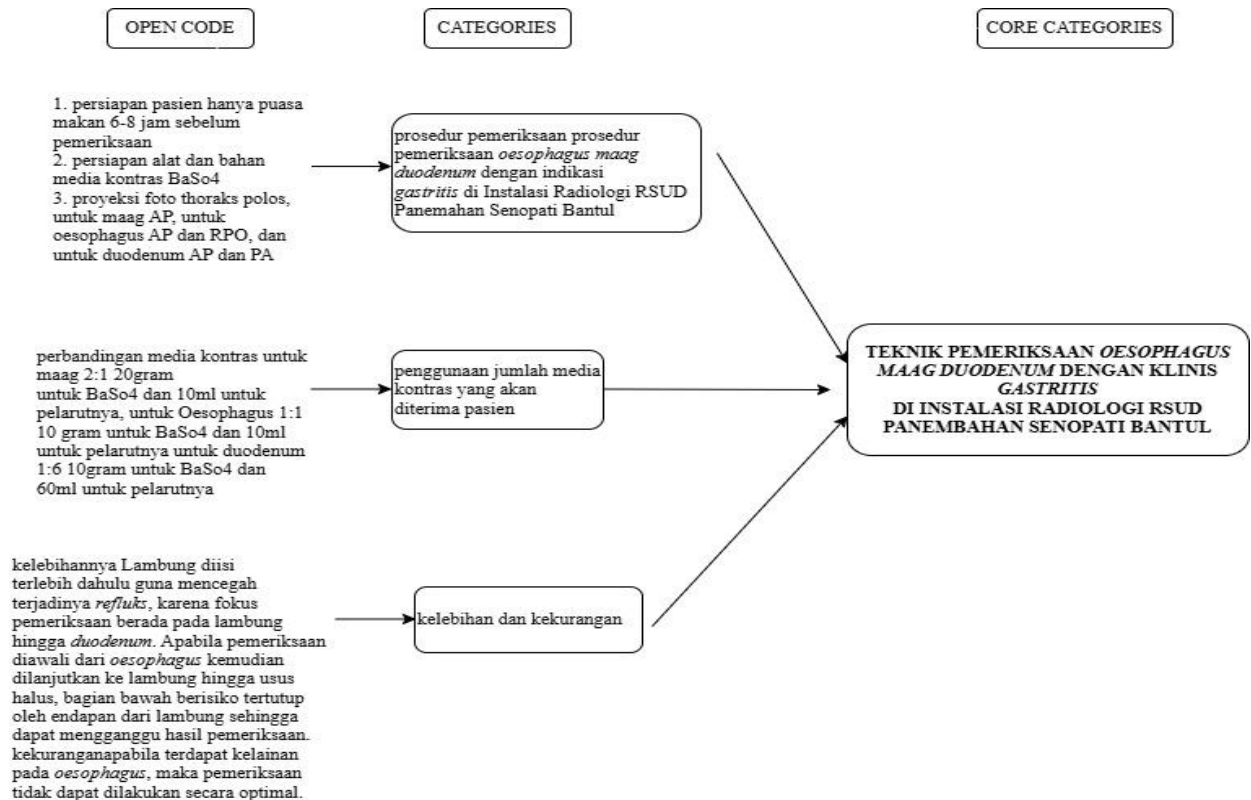 OPEN CODE
CATEGORIES
CORE CATEGORIES
1. persiapan pasien hanya puasa
makan 6-8 jam sebelum
pemeriksaan
2. persiapan alat dan bahan
media kontras BaSo4
3. proyeksi foto thoraks polos,
untuk maag AP, untuk
oesophagus AP dan RPO, dan
untuk duodenum AP dan PA
prosedur pemeriksaan prosedur
pemeriksaan oesophagus maag
duodenum dengan indikasi
gastritis di Instalasi Radiologi RSUD
Panemahan Senopati Bantul
perbandingan media kontras untuk
maag 2:1 20gram
untuk BaSo4 dan 10ml untuk
pelarutnya, untuk Oesophagus 1:1
10 gram untuk BaSo4 dan 10ml
untuk pelarutnya untuk duodenum
1:6 10gram untuk BaSo4 dan
60ml untuk pelarutnya
penggunaan jumlah media
kontras yang akan
diterima pasien
TEKNIK PEMERIKSAAN OESOPHAGUS
MAAG DUODENUM DENGAN KLINIS
GASTRITIS
DI INSTALASI RADIOLOGI RSUD
PANEMBAHAN SENOPATI BANTUL
kelebihannya Lambung diisi
terlebih dahulu guna mencegah
terjadinya refluks, karena fokus
pemeriksaan berada pada lambung
hingga duodenum. Apabila pemeriksaan
diawali dari oesophagus kemudian
dilanjutkan ke lambung hingga usus
halus, bagian bawah berisiko tertutup
oleh endapan dari lambung sehingga
dapat mengganggu hasil pemeriksaan.
kekuranganapabila terdapat kelainan
pada oesophagus, maka pemeriksaan
tidak dapat dilakukan secara optimal.
kelebihan dan kekurangan